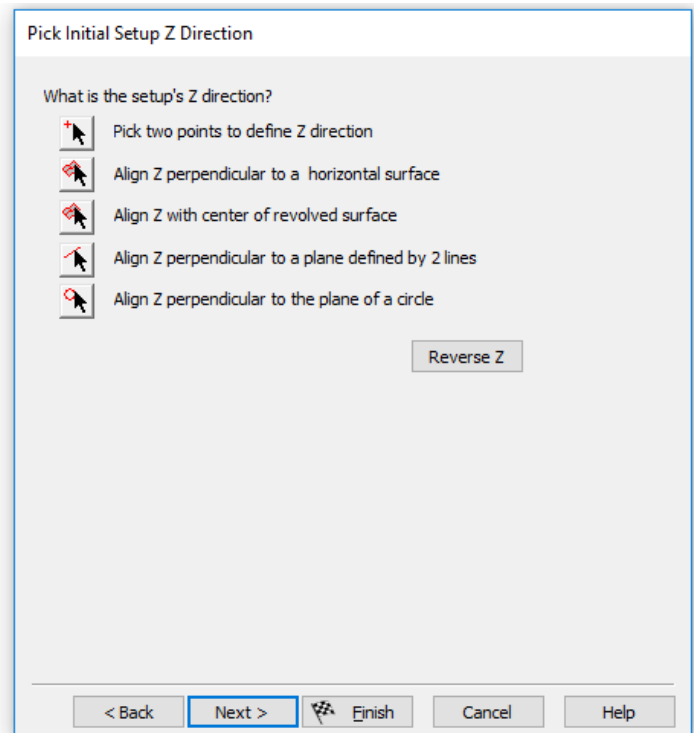 Pick Initial Setup Z Direction
What is the setup's Z direction?
Pick two points to define Z direction
Align Z perpendicular to a horizontal surface
Align Z with center of revolved surface
Align Z perpendicular to a plane defined by 2 lines
Align Z perpendicular to the plane of a circle
Reverse Z
< Back Next > Finish Cancel Help